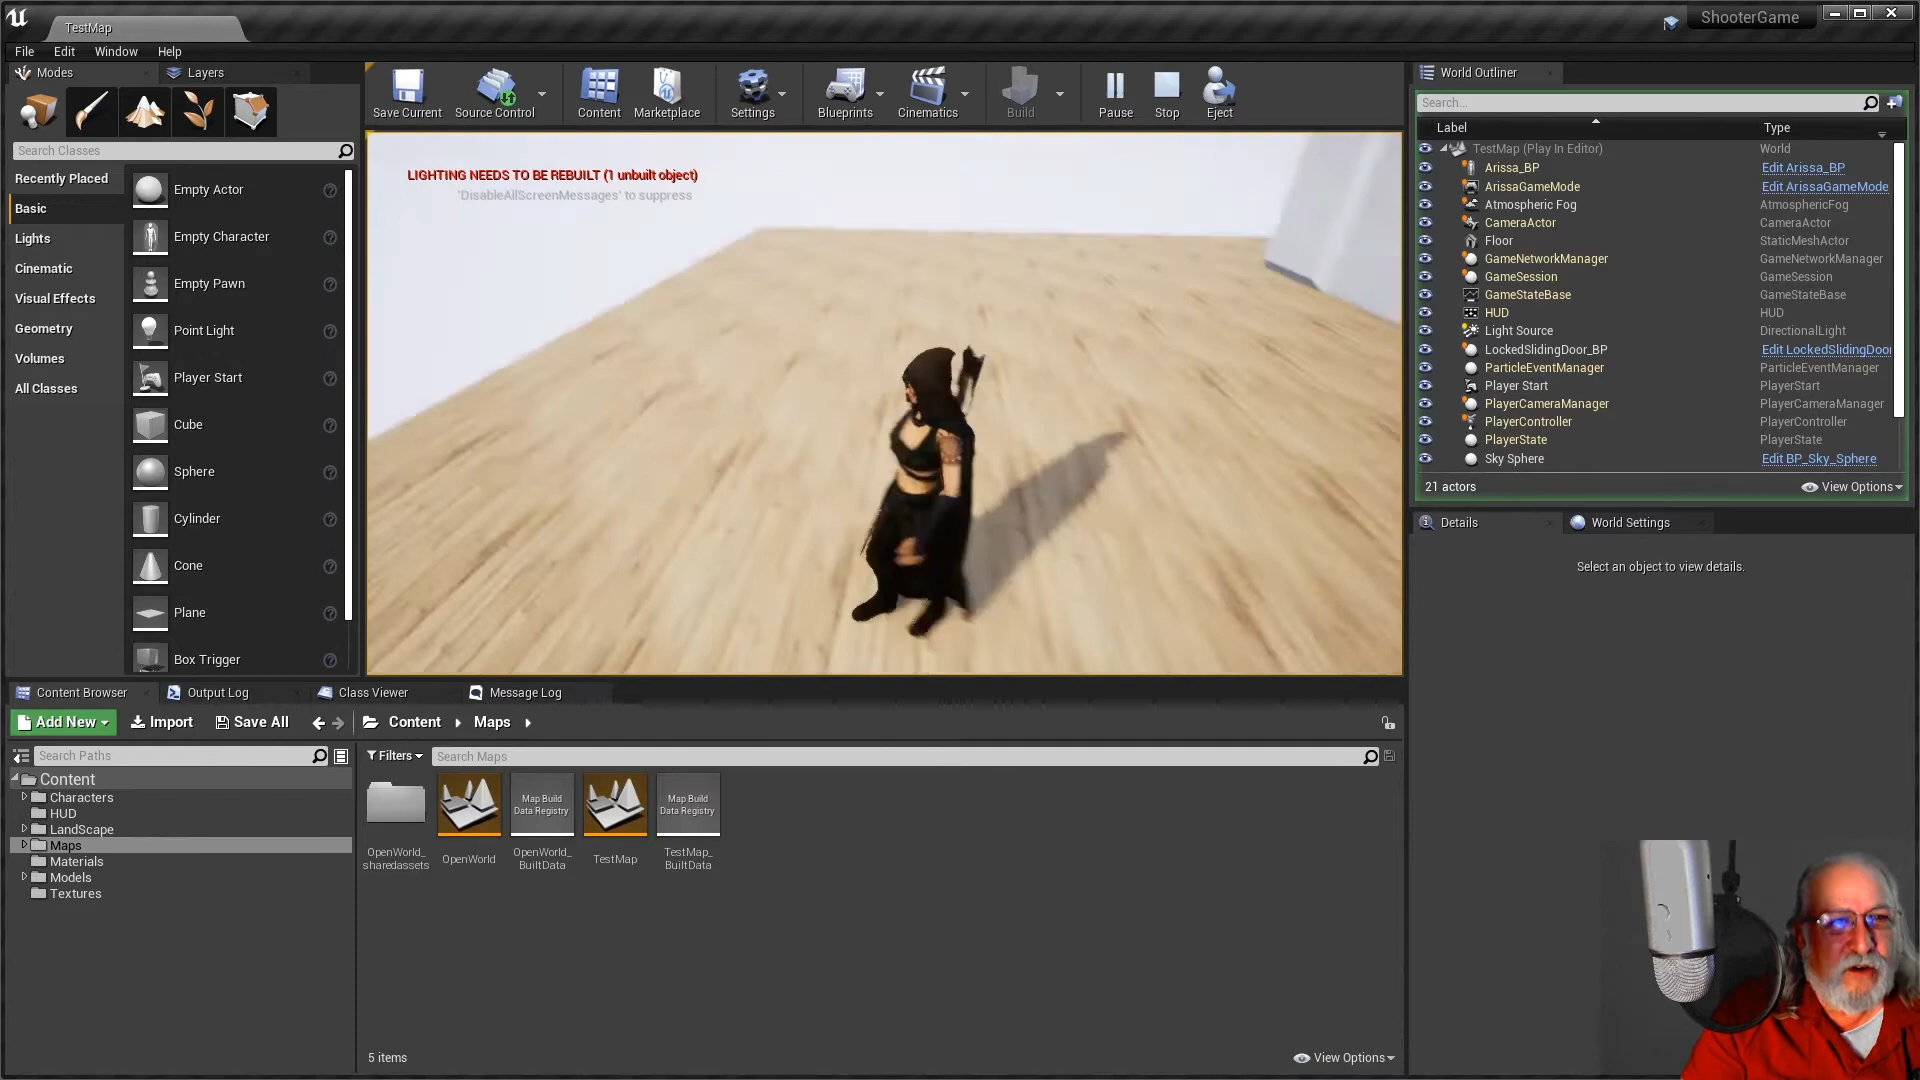 TestMap
ShooterGame
File Edit Window Help
Modes
Layers
Search Classes
Recently Placed
Basic
Lights
Cinematic
Visual Effects
Geometry
Volumes
All Classes
Empty Actor
Empty Character
Empty Pawn
Point Light
Player Start
Cube
Sphere
Cylinder
Cone
Plane
Box Trigger
Save Current
Source Control
Content
Marketplace
Settings
Blueprints
Cinematics
Build
Pause
Stop
Eject
LIGHTING NEEDS TO BE REBUILT (1 unbuilt object)
'DisableAllScreenMessages' to suppress
World Outliner
Search...
Label Type
TestMap (Play In Editor) World
Arissa_BP Edit Arissa_BP
ArissaGameMode Edit ArissaGameMode
Atmospheric Fog AtmosphericFog
CameraActor CameraActor
Floor StaticMeshActor
GameNetworkManager GameNetworkManager
GameSession GameSession
GameStateBase GameStateBase
HUD HUD
Light Source DirectionalLight
LockedSlidingDoor_BP Edit LockedSlidingDoor
ParticleEventManager ParticleEventManager
Player Start PlayerStart
PlayerCameraManager PlayerCameraManager
PlayerController PlayerController
PlayerState PlayerState
Sky Sphere Edit BP_Sky_Sphere
21 actors
View Options
Details
World Settings
Select an object to view details.
Content Browser
Output Log
Class Viewer
Message Log
Add New
Import
Save All
Content
Maps
Search Paths
Content
Characters
HUD
LandScape
Maps
Materials
Models
Textures
Filters
Search Maps
OpenWorld_
sharedassets
OpenWorld
Map Build
Data Registry
OpenWorld_
BuiltData
TestMap
Map Build
Data Registry
TestMap_
BuiltData
5 items
View Options